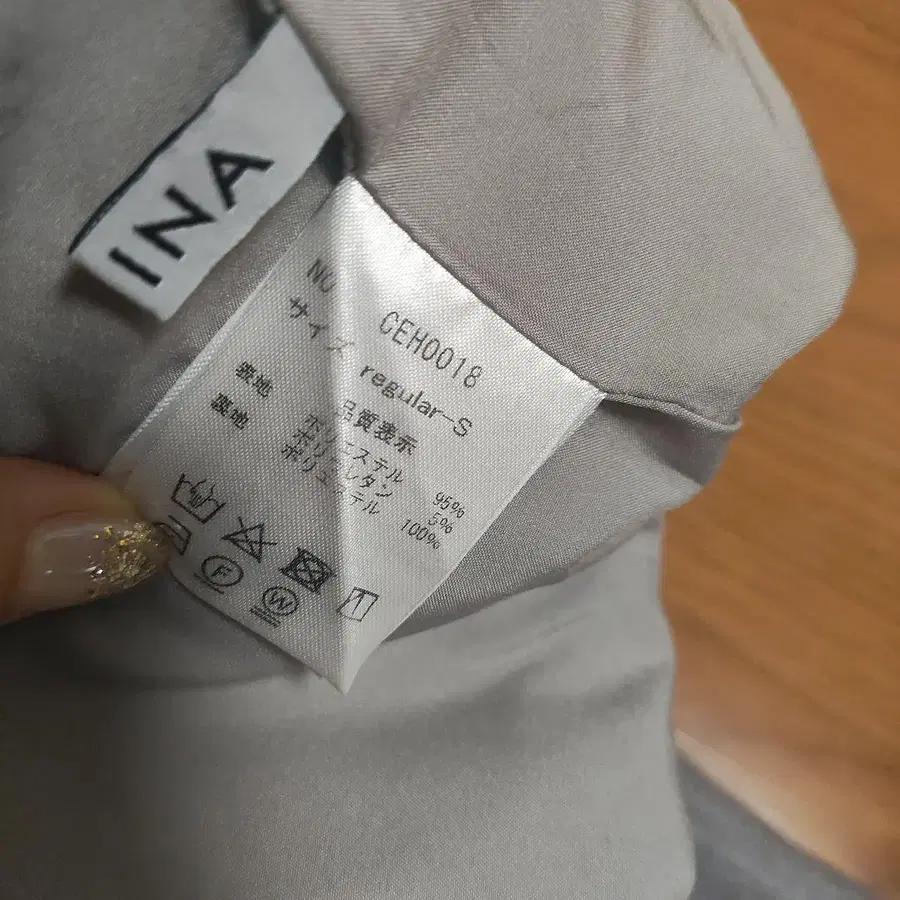 INA
NO CEH0018
サイズ regular-S
品質表示
表地 ポリエステル 95%
ポリウレタン 5%
裏地 ポリエステル 100%
F W